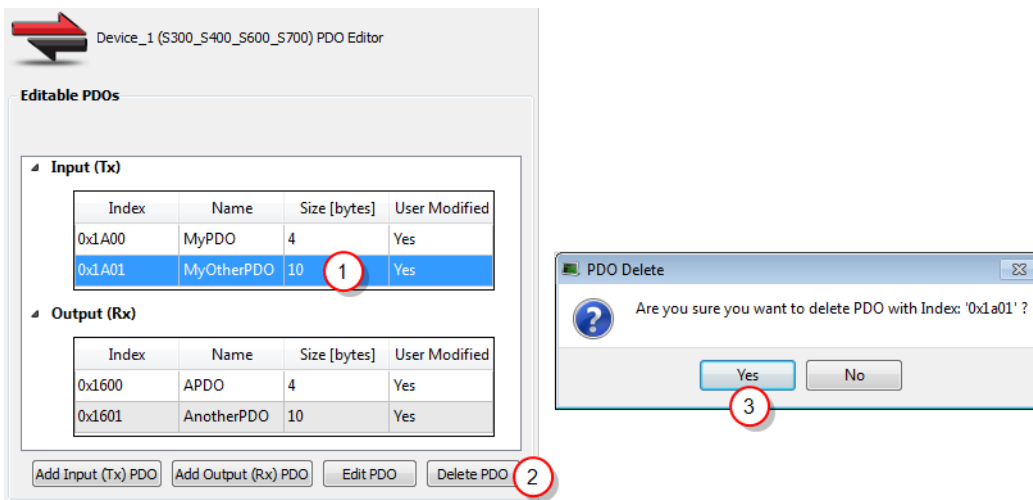 Device_1 (S300_S400_S600_S700) PDO Editor
Editable PDOs
Input (Tx)
Index Name Size [bytes] User Modified
0x1A00 MyPDO 4 Yes
0x1A01 MyOtherPDO 10 1 Yes
Output (Rx)
Index Name Size [bytes] User Modified
0x1600 APDO 4 Yes
0x1601 AnotherPDO 10 Yes
Add Input (Tx) PDO Add Output (Rx) PDO Edit PDO Delete PDO 2
PDO Delete
Are you sure you want to delete PDO with Index: '0x1a01' ?
Yes No
3